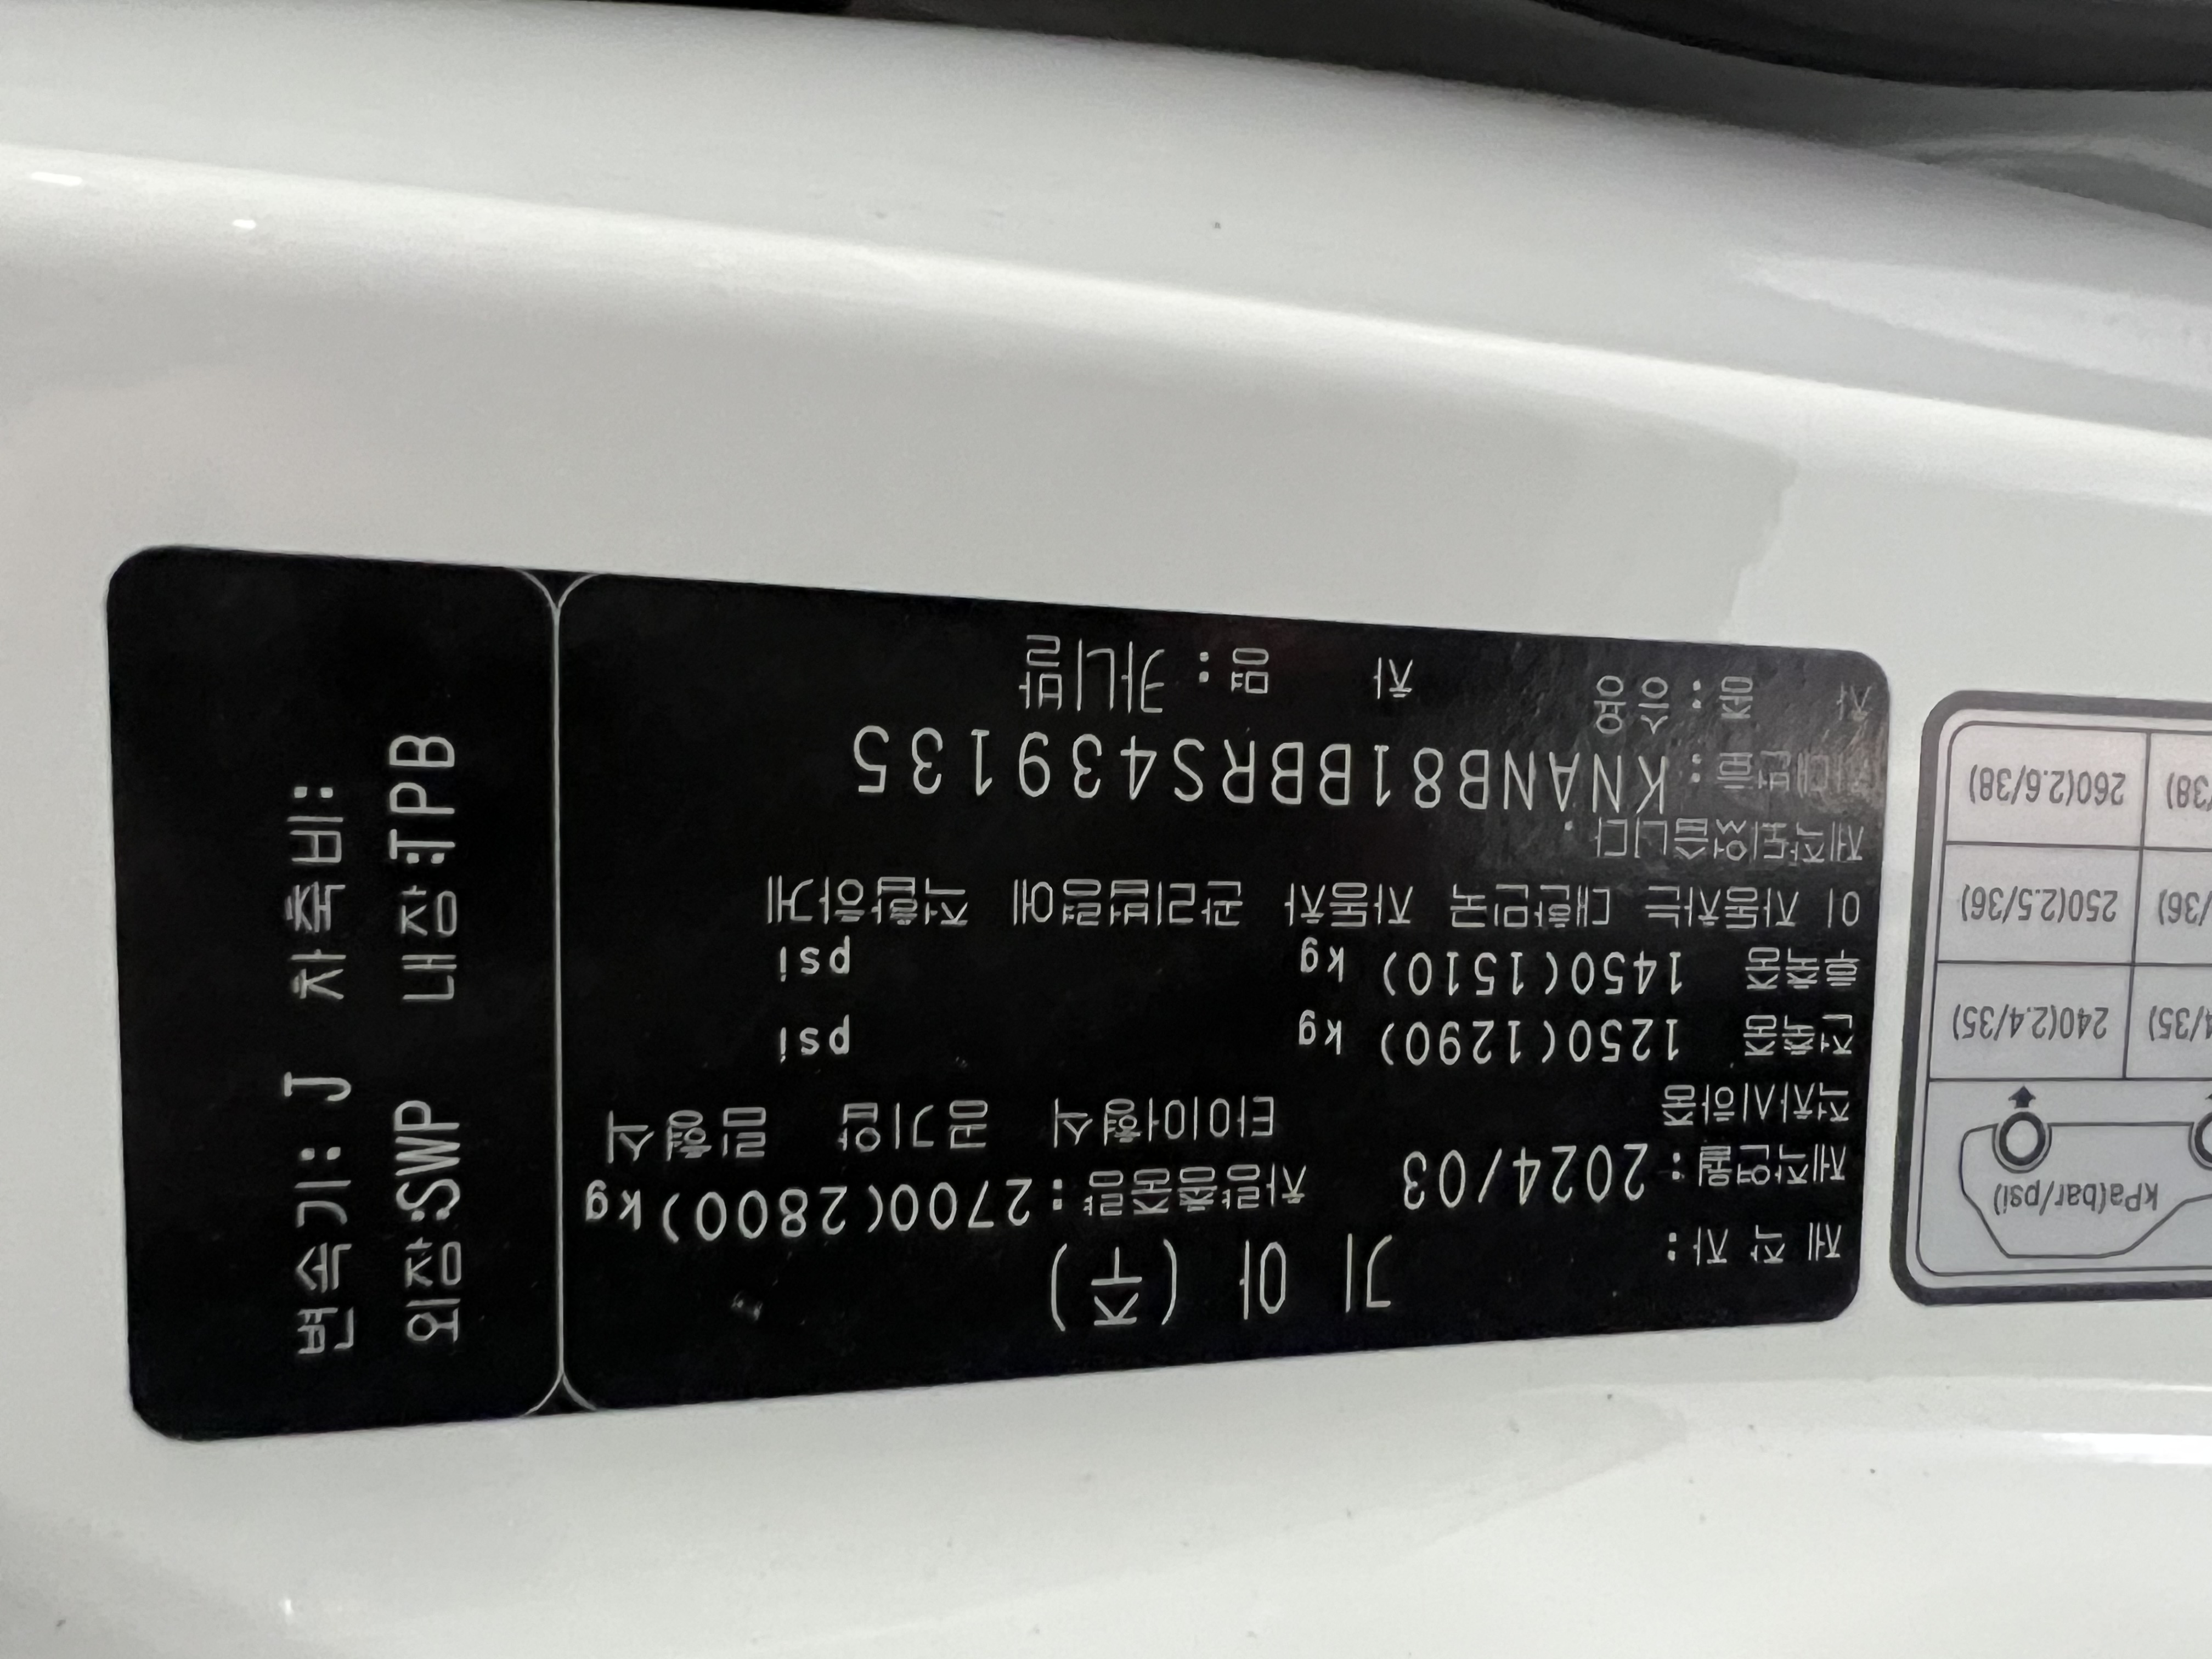 제 작 자: 기 아 (주)
제작연월: 2024/03 차량총중량: 2700(2800)kg
적차시하중 타이어형식 공기압 림형식
전축중 1250(1290) kg psi
후축중 1450(1510) kg psi
이 자동차는 대한민국 자동차 관리법령에 적합하게
제작되었습니다.
차대번호: KNANB81BBRS439135
차 종: 승용 차 명: 카니발
변속기: J 차축비:
외장:SWP 내장:TPB
kPa(bar/psi)
240(2.4/35)
250(2.5/36)
260(2.6/38)